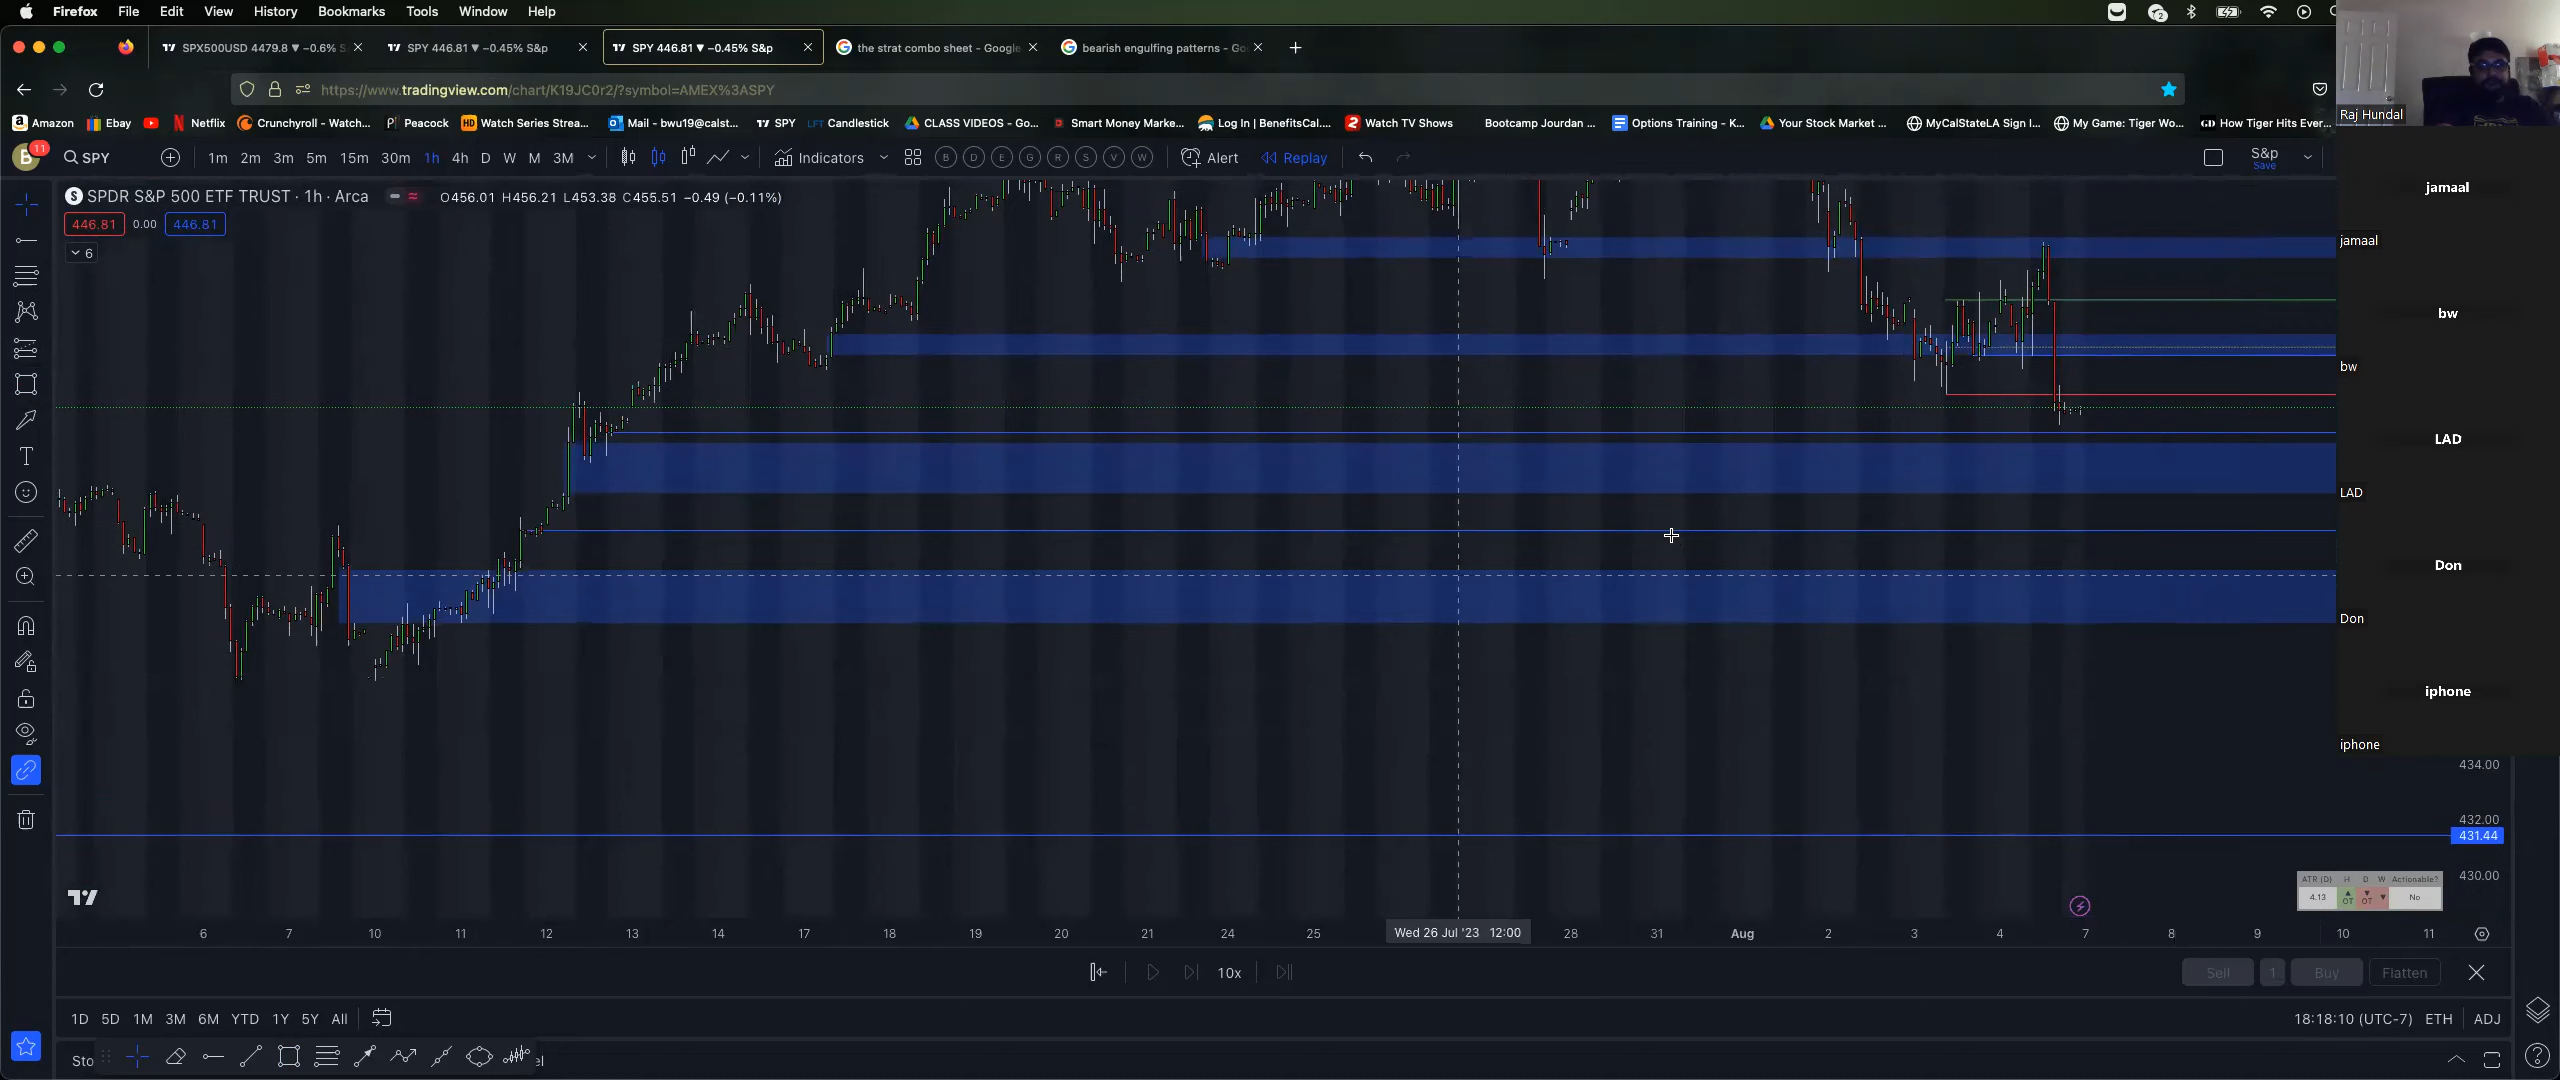 Firefox File Edit View History Bookmarks Tools Window Help
SPX500USD 4479.8 ▼ −0.6% S
SPY 446.81 ▼ −0.45% S&p
SPY 446.81 ▼ −0.45% S&p
the strat combo sheet - Google
bearish engulfing patterns - Go
https://www.tradingview.com/chart/K19JC0r2/?symbol=AMEX%3ASPY
Raj Hundal
Amazon Ebay Netflix Crunchyroll - Watch... Peacock Watch Series Strea... Mail - bwu19@calst... SPY Candlestick CLASS VIDEOS - Go... Smart Money Marke... Log In | BenefitsCal.... Watch TV Shows Bootcamp Jourdan ... Options Training - K... Your Stock Market ... MyCalStateLA Sign I... My Game: Tiger Wo... How Tiger Hits Ever...
B 11 SPY 1m 2m 3m 5m 15m 30m 1h 4h D W M 3M Indicators B D E G R S V W Alert Replay S&p
Save
SPDR S&P 500 ETF TRUST · 1h · Arca O456.01 H456.21 L453.38 C455.51 −0.49 (−0.11%)
446.81 0.00 446.81
6
jamaal
jamaal
bw
bw
LAD
LAD
Don
Don
iphone
iphone
434.00
432.00
431.44
430.00
ATR (D) H D W Actionable?
4.13 ▲ ▼ ▼ No
OT OT
6 7 10 11 12 13 14 17 18 19 20 21 24 25 Wed 26 Jul '23 12:00 28 31 Aug 2 3 4 7 8 9 10 11
10x Sell 1 Buy Flatten
1D 5D 1M 3M 6M YTD 1Y 5Y All 18:18:10 (UTC-7) ETH ADJ
Sto el